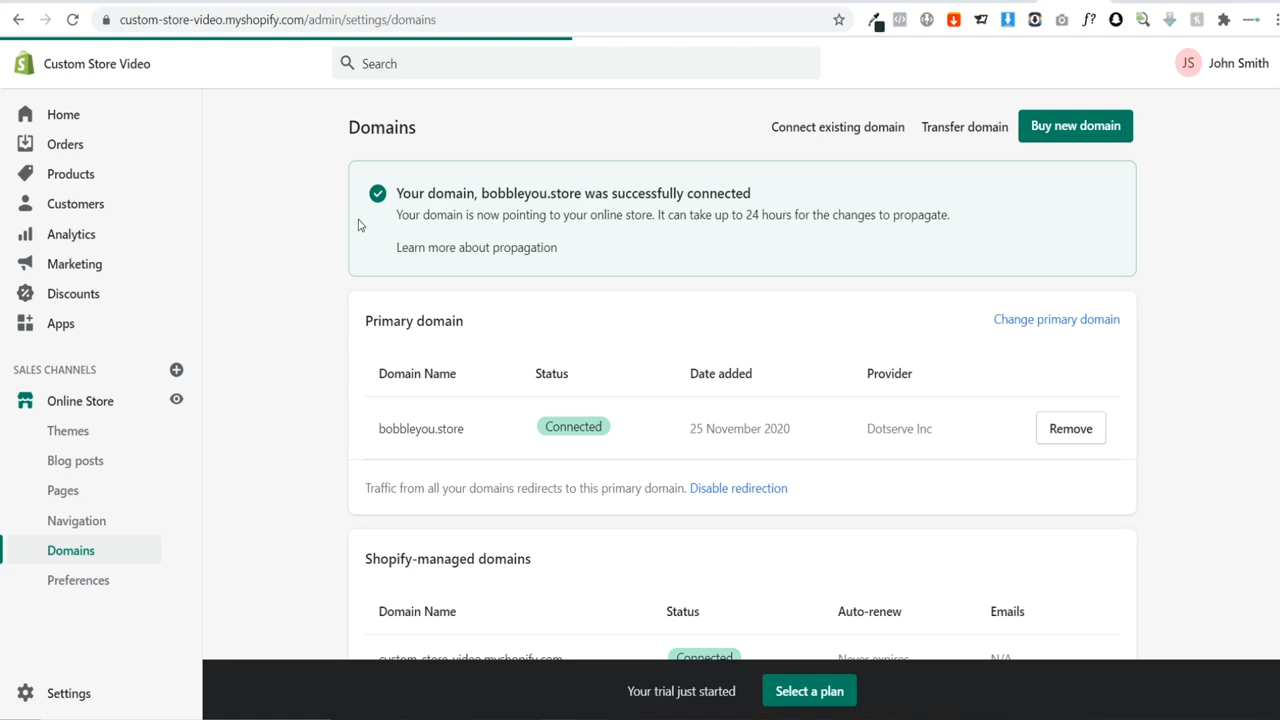 custom-store-video.myshopify.com/admin/settings/domains
f?
Custom Store Video
Search
JS John Smith
Home
Orders
Products
Customers
Analytics
Marketing
Discounts
Apps
SALES CHANNELS
Online Store
Themes
Blog posts
Pages
Navigation
Domains
Preferences
Settings
Domains
Connect existing domain Transfer domain Buy new domain
Your domain, bobbleyou.store was successfully connected
Your domain is now pointing to your online store. It can take up to 24 hours for the changes to propagate.
Learn more about propagation
Primary domain Change primary domain
Domain Name Status Date added Provider
bobbleyou.store Connected 25 November 2020 Dotserve Inc Remove
Traffic from all your domains redirects to this primary domain. Disable redirection
Shopify-managed domains
Domain Name Status Auto-renew Emails
custom-store-video.myshopify.com Connected Never expires N/A
Your trial just started Select a plan